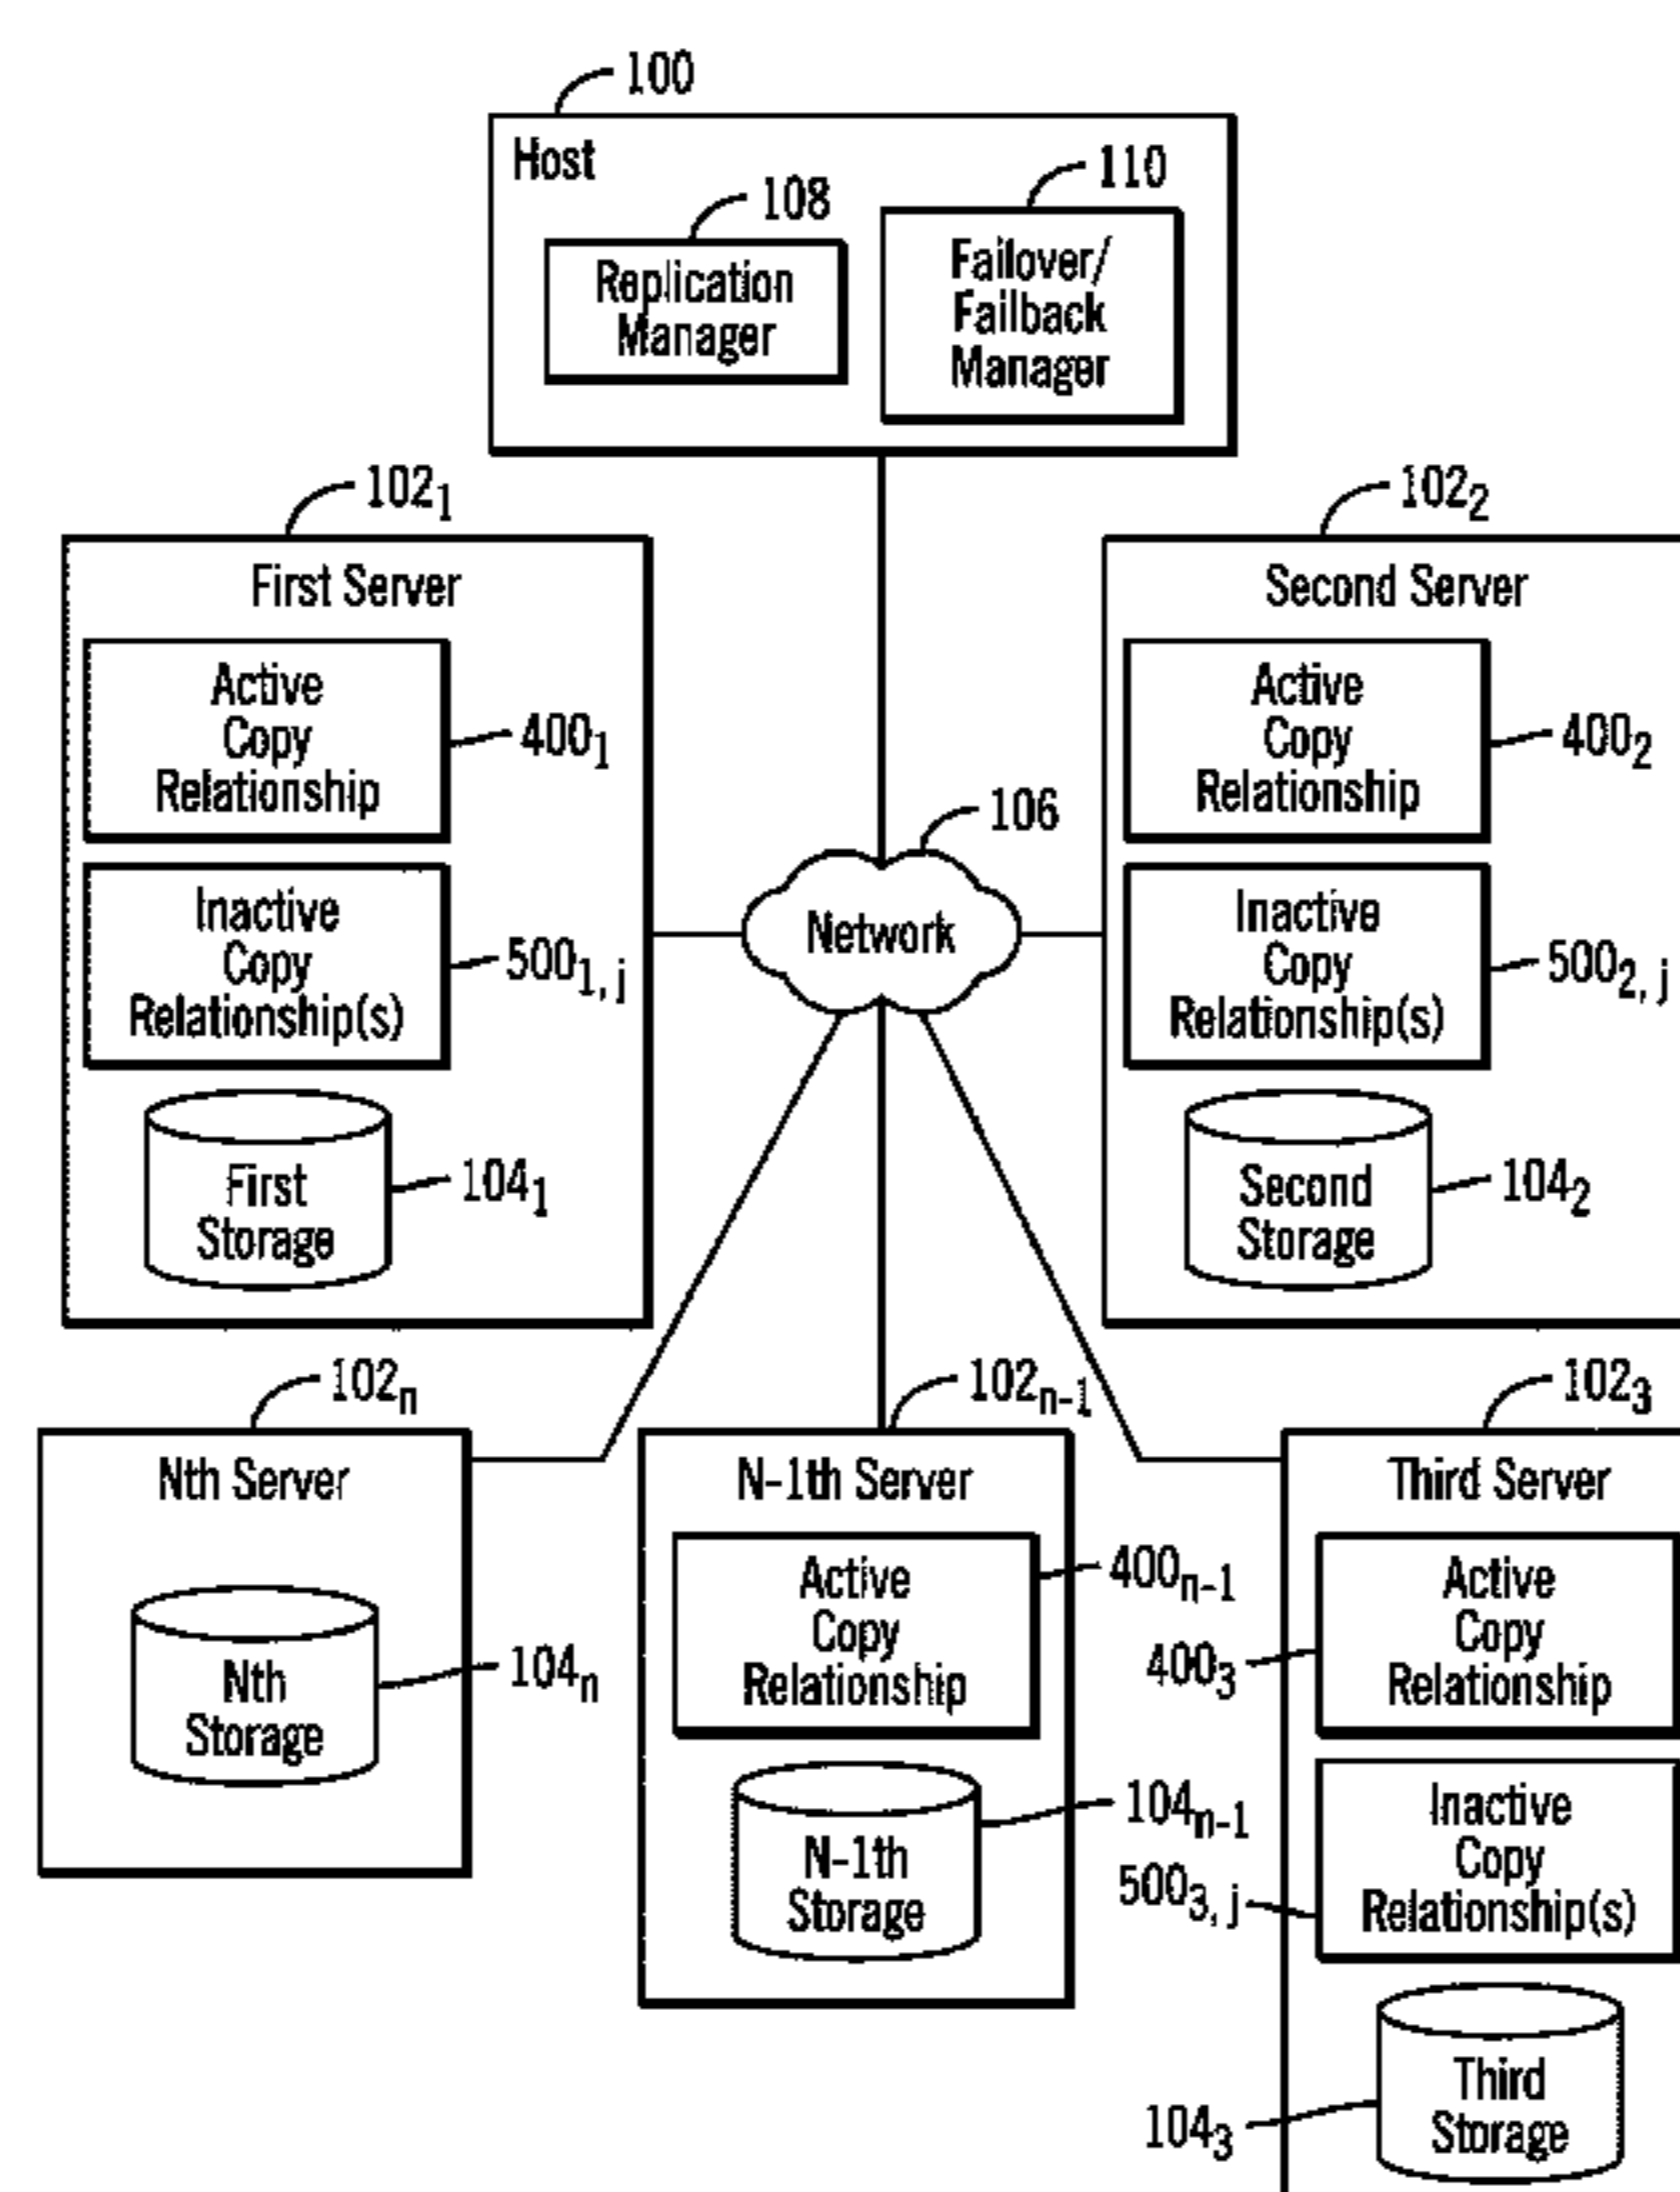 100
Host
108
110
Replication
Manager
Failover/
Failback
Manager
102₁
First Server
Active
Copy
Relationship
400₁
Inactive
Copy
Relationship(s)
500₁,ⱼ
First
Storage
104₁
102₂
Second Server
Active
Copy
Relationship
400₂
Inactive
Copy
Relationship(s)
500₂,ⱼ
Second
Storage
104₂
106
Network
102ₙ
Nth Server
Nth
Storage
104ₙ
102ₙ₋₁
N-1th Server
Active
Copy
Relationship
400ₙ₋₁
N-1th
Storage
104ₙ₋₁
102₃
Third Server
Active
Copy
Relationship
400₃
Inactive
Copy
Relationship(s)
500₃,ⱼ
Third
Storage
104₃